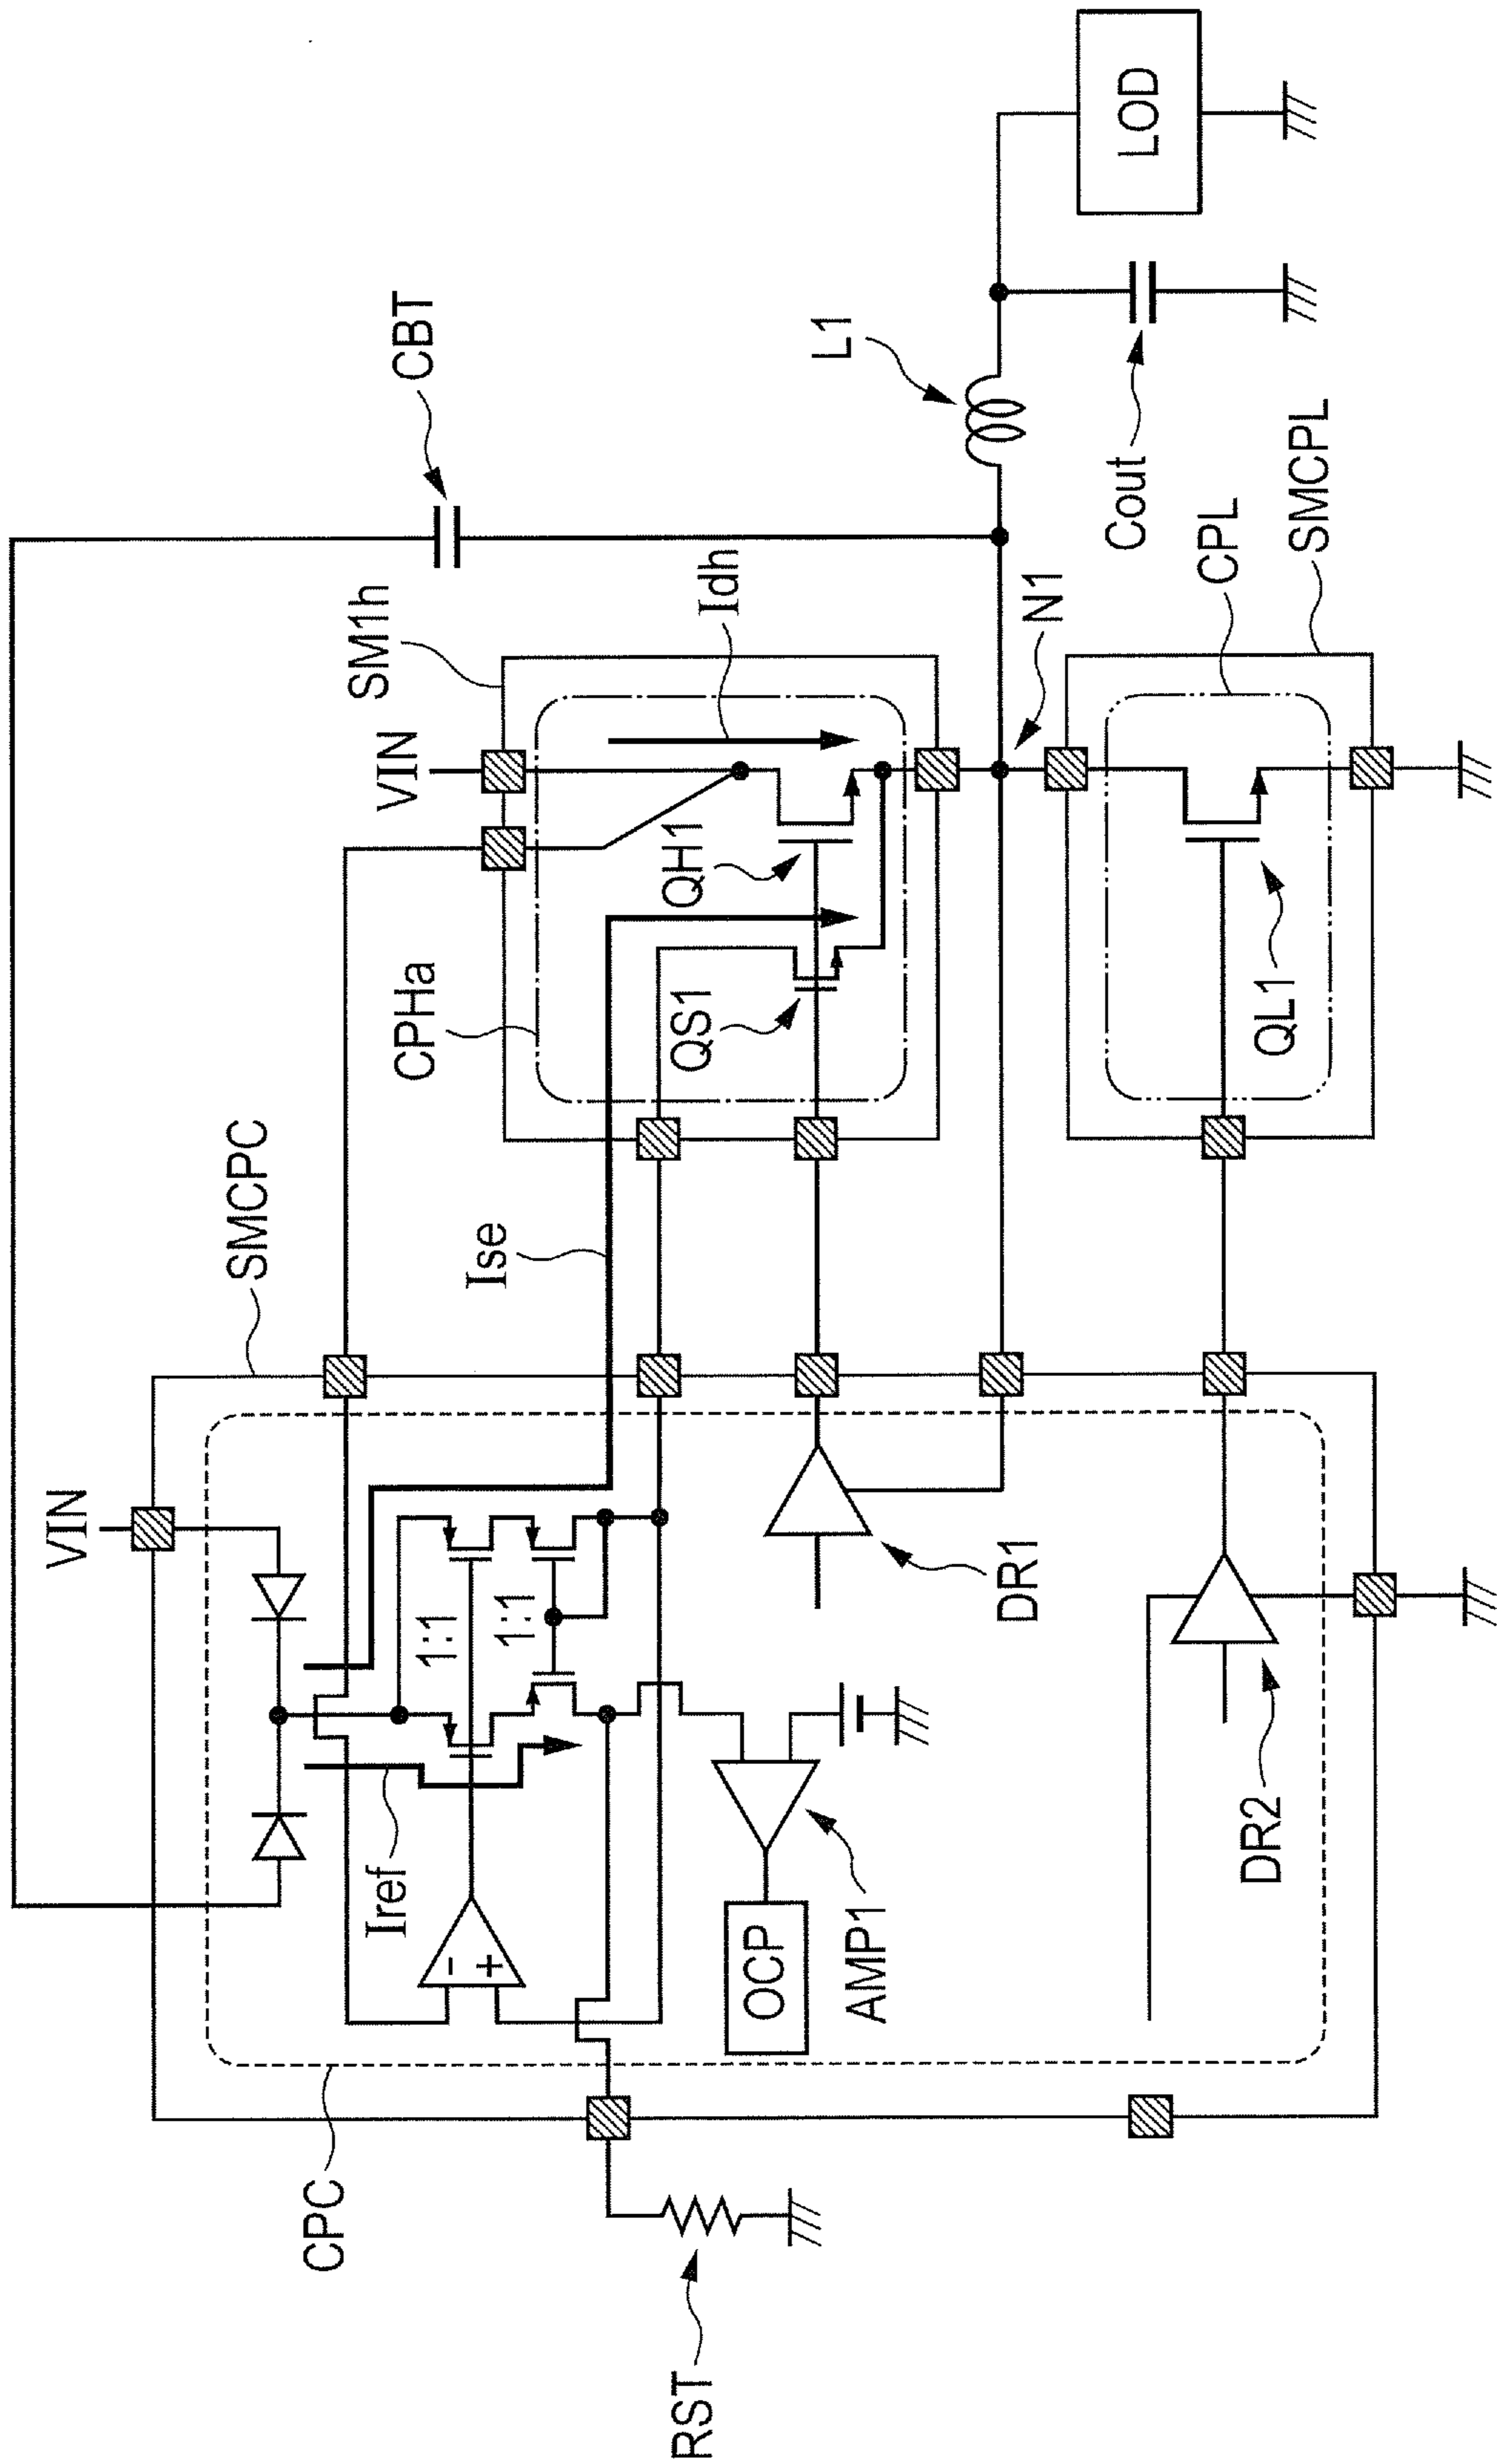 CBT
VIN
SMCPC
SM1h
VIN
CPHa
Idh
Ise
QH1
QS1
L1
LOD
Iref
1:1
1:1
-
+
CPC
OCP
AMP1
DR1
N1
Cout
CPL
SMCPL
QL1
DR2
RST